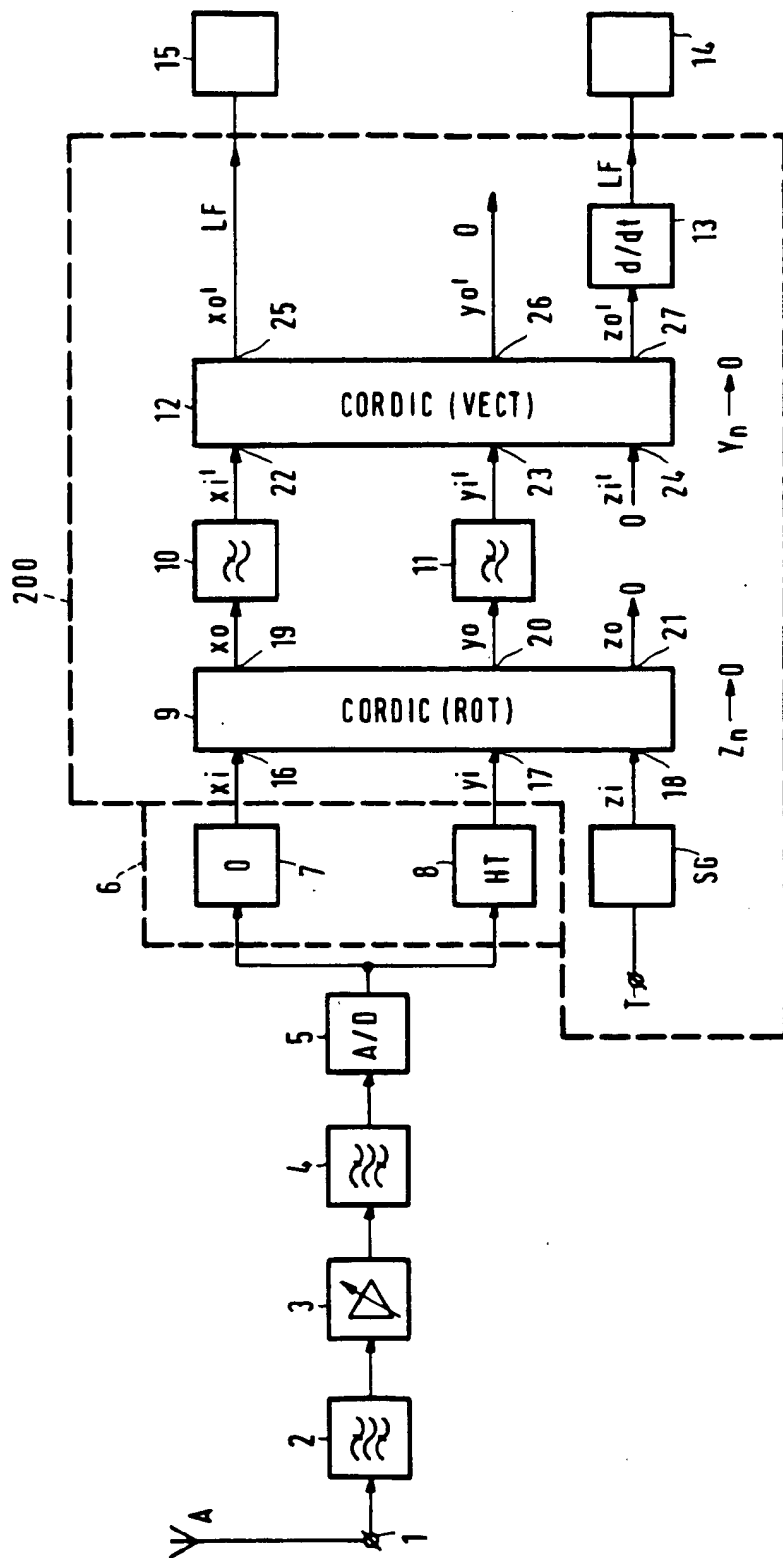 A
1
2
3
4
5
A/D
6
0
7
8
HT
T
SG
200
xi
16
yi
17
zi
18
9
CORDIC (ROT)
Zn → 0
xo
19
yo
20
zo
21
0
10
11
xi'
22
yi'
23
0
zi'
24
12
CORDIC (VECT)
Yn → 0
xo'
25
LF
yo'
26
0
zo'
27
d/dt
13
LF
15
14